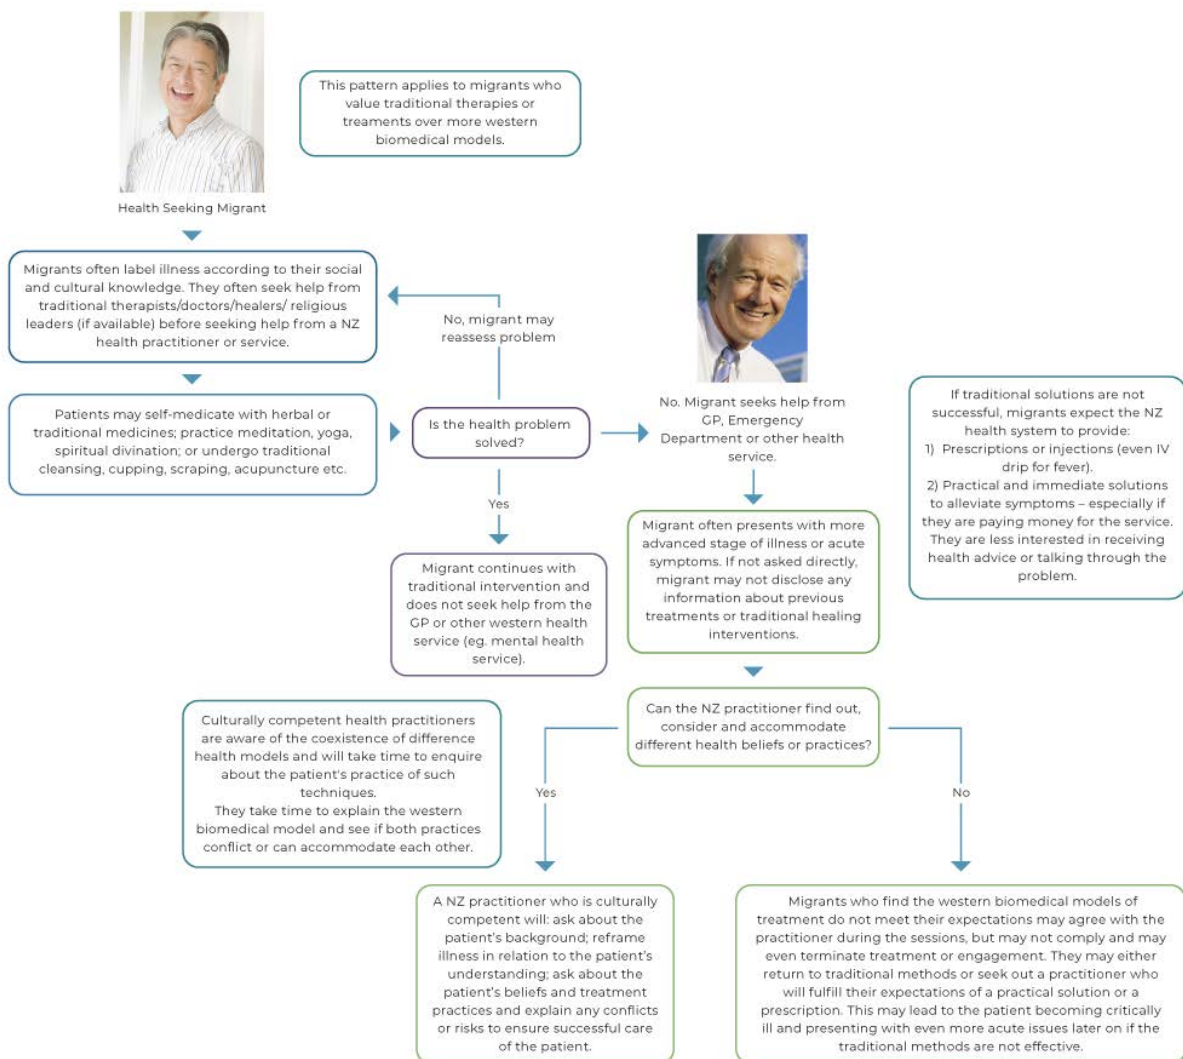 This pattern applies to migrants who
value traditional therapies or
treaments over more western
biomedical models.
Health Seeking Migrant
Migrants often label illness according to their social
and cultural knowledge. They often seek help from
traditional therapists/doctors/healers/ religious
leaders (if available) before seeking help from a NZ
health practitioner or service.
No, migrant may
reassess problem
Patients may self-medicate with herbal or
traditional medicines; practice meditation, yoga,
spiritual divination; or undergo traditional
cleansing, cupping, scraping, acupuncture etc.
Is the health problem
solved?
No. Migrant seeks help from
GP, Emergency
Department or other health
service.
If traditional solutions are not
successful, migrants expect the NZ
health system to provide:
1) Prescriptions or injections (even IV
drip for fever).
2) Practical and immediate solutions
to alleviate symptoms – especially if
they are paying money for the service.
They are less interested in receiving
health advice or talking through the
problem.
Yes
Migrant continues with
traditional intervention and
does not seek help from the
GP or other western health
service (eg. mental health
service).
Migrant often presents with more
advanced stage of illness or acute
symptoms. If not asked directly,
migrant may not disclose any
information about previous
treatments or traditional healing
interventions.
Can the NZ practitioner find out,
consider and accommodate
different health beliefs or practices?
Culturally competent health practitioners
are aware of the coexistence of difference
health models and will take time to enquire
about the patient's practice of such
techniques.
They take time to explain the western
biomedical model and see if both practices
conflict or can accommodate each other.
Yes
No
A NZ practitioner who is culturally
competent will: ask about the
patient's background; reframe
illness in relation to the patient's
understanding; ask about the
patient's beliefs and treatment
practices and explain any conflicts
or risks to ensure successful care
of the patient.
Migrants who find the western biomedical models of
treatment do not meet their expectations may agree with the
practitioner during the sessions, but may not comply and may
even terminate treatment or engagement. They may either
return to traditional methods or seek out a practitioner who
will fulfill their expectations of a practical solution or a
prescription. This may lead to the patient becoming critically
ill and presenting with even more acute issues later on if the
traditional methods are not effective.